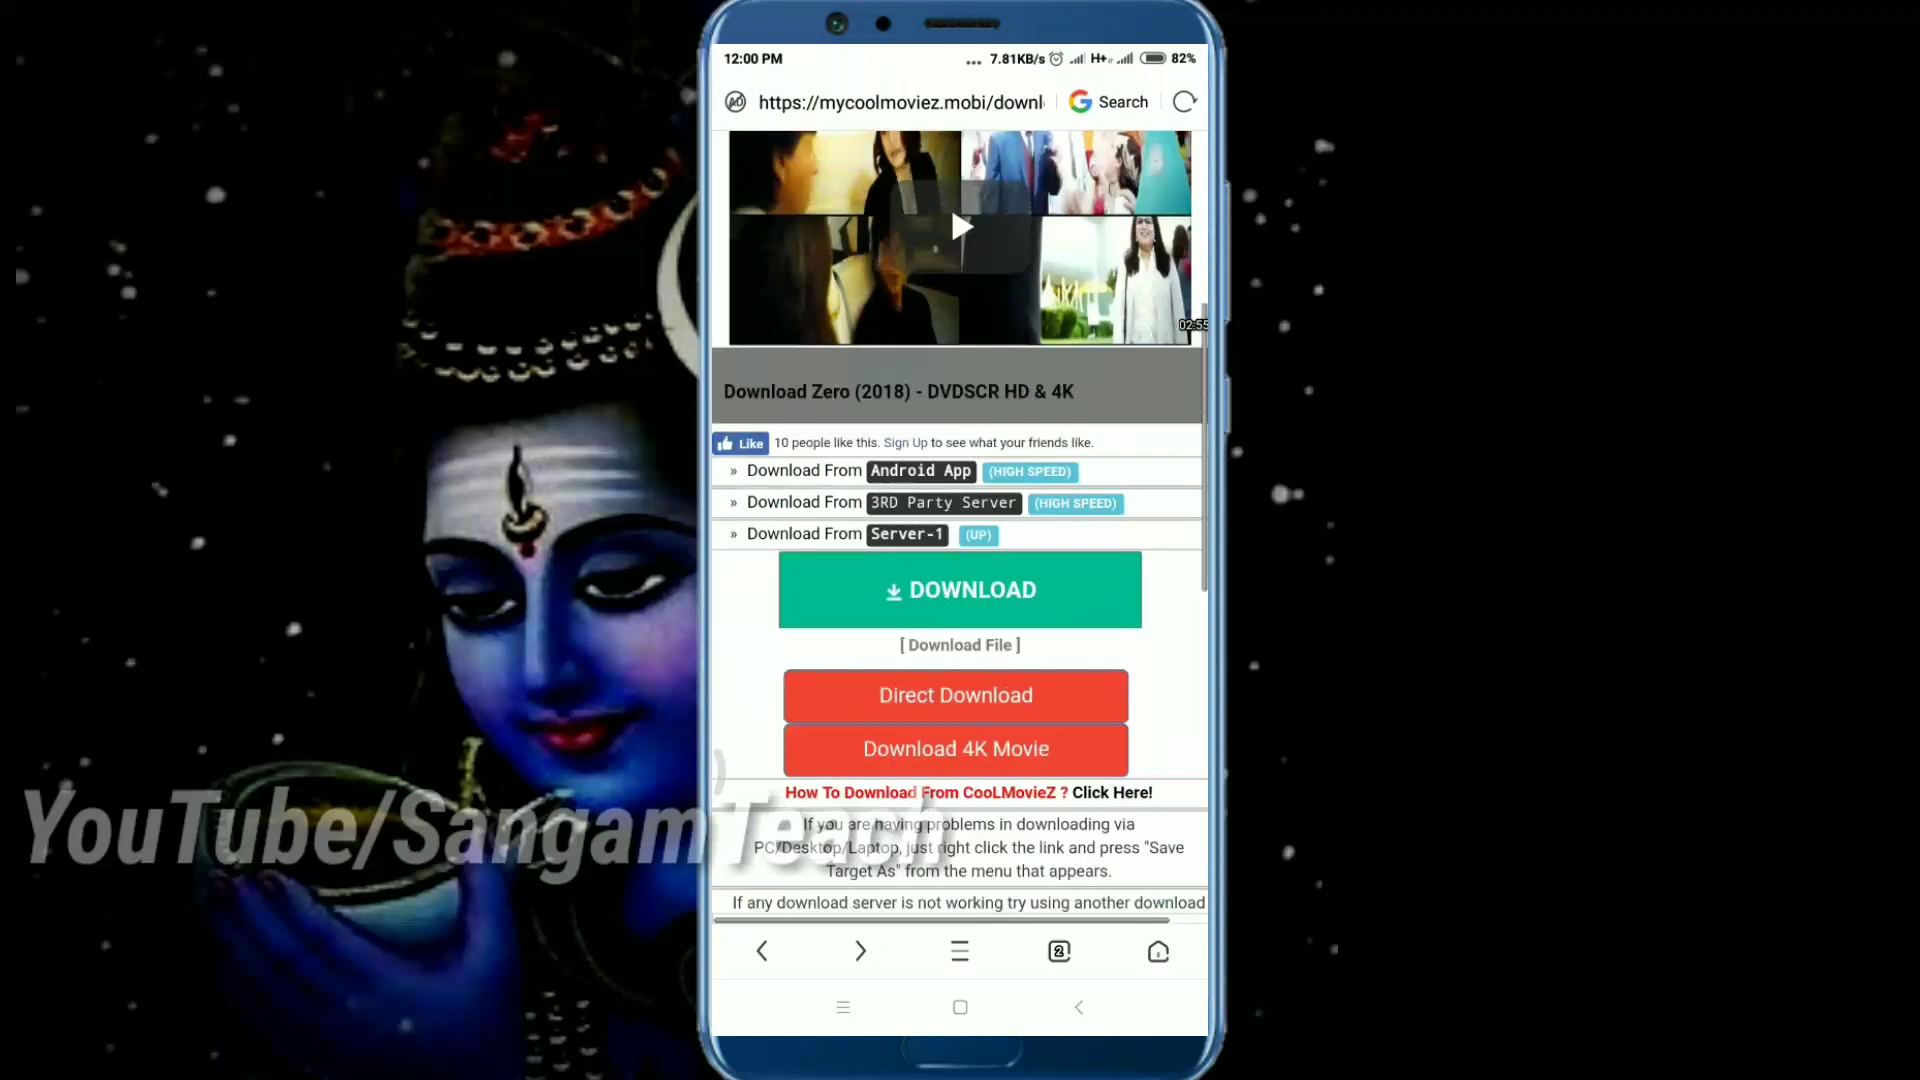 12:00 PM
... 7.81KB/s H+ 82%
https://mycoolmoviez.mobi/downl
Search
02:55
Download Zero (2018) - DVDSCR HD & 4K
Like 10 people like this. Sign Up to see what your friends like.
» Download From Android App (HIGH SPEED)
» Download From 3RD Party Server (HIGH SPEED)
» Download From Server-1 (UP)
DOWNLOAD
[ Download File ]
Direct Download
Download 4K Movie
How To Download From CooLMovieZ ? Click Here!
YouTube/SangamTeach
If you are having problems in downloading via
PC/Desktop/Laptop, just right click the link and press "Save
Target As" from the menu that appears.
If any download server is not working try using another download
2